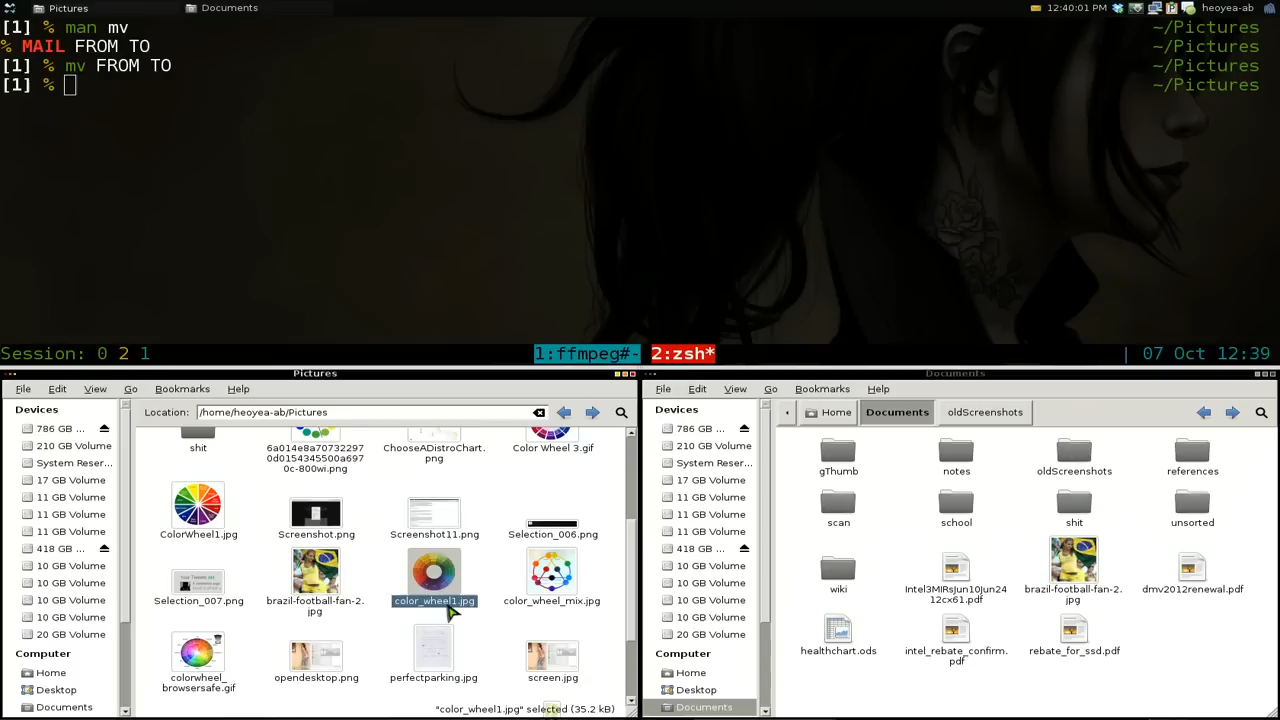 Pictures
Documents
12:40:01 PM
heoyea-ab
[1] % man mv
~/Pictures
% MAIL FROM TO
~/Pictures
[1] % mv FROM TO
~/Pictures
[1] %
~/Pictures
Session: 0 2 1
1:ffmpeg#- 2:zsh*
| 07 Oct 12:39
Pictures
File Edit View Go Bookmarks Help
Devices
786 GB ...
210 GB Volume
System Reser...
17 GB Volume
11 GB Volume
11 GB Volume
11 GB Volume
418 GB ...
10 GB Volume
10 GB Volume
10 GB Volume
10 GB Volume
20 GB Volume
Computer
Home
Desktop
Documents
Location: /home/heoyea-ab/Pictures
shit
6a014e8a70732297
0d0154345500a697
0c-800wi.png
ChooseADistroChart.
png
Color Wheel 3.gif
ColorWheel1.jpg
Screenshot.png
Screenshot11.png
Selection_006.png
Selection_007.png
brazil-football-fan-2.
jpg
color_wheel1.jpg
color_wheel_mix.jpg
colorwheel_
browsersafe.gif
opendesktop.png
perfectparking.jpg
screen.jpg
"color_wheel1.jpg" selected (35.2 kB)
Documents
File Edit View Go Bookmarks Help
Devices
786 GB ...
210 GB Volume
System Reser...
17 GB Volume
11 GB Volume
11 GB Volume
11 GB Volume
418 GB ...
10 GB Volume
10 GB Volume
10 GB Volume
10 GB Volume
20 GB Volume
Computer
Home
Desktop
Documents
Home Documents oldScreenshots
gThumb
notes
oldScreenshots
references
scan
school
shit
unsorted
wiki
Intel3MIRsJun10Jun24
12cx61.pdf
brazil-football-fan-2.
jpg
dmv2012renewal.pdf
healthchart.ods
intel_rebate_confirm.
pdf
rebate_for_ssd.pdf